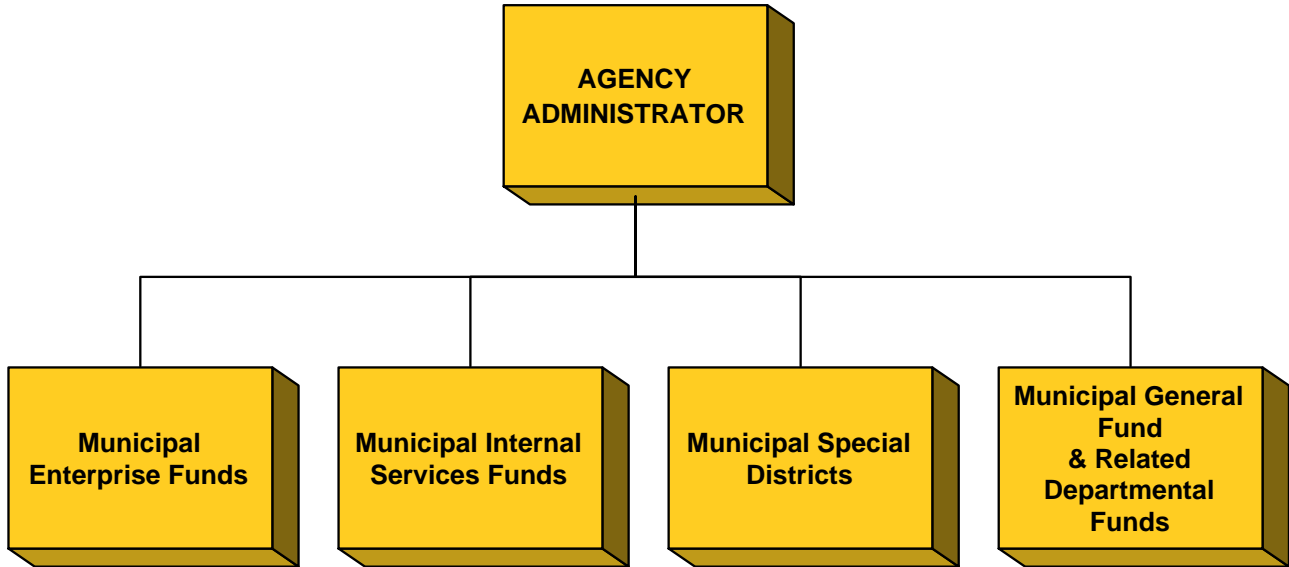 AGENCY
ADMINISTRATOR
Municipal
Enterprise Funds
Municipal Internal
Services Funds
Municipal Special
Districts
Municipal General
Fund
& Related
Departmental
Funds